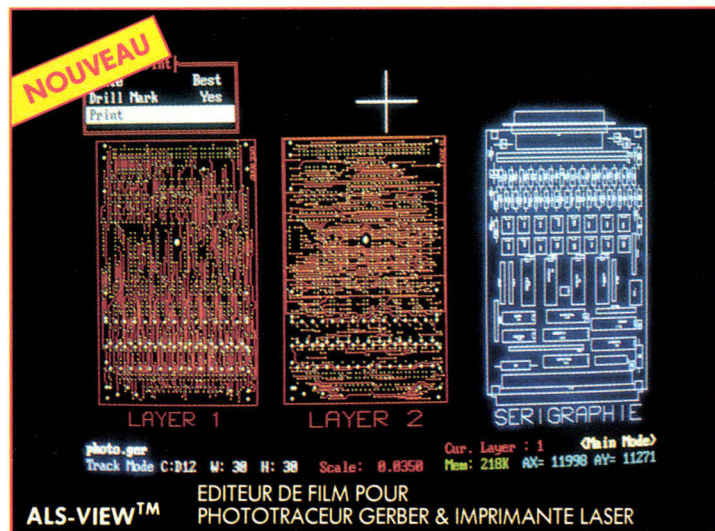 NOUVEAU
Best
Drill Mark Yes
Print
LAYER 1
LAYER 2
SERIGRAPHIE
photo.ger
Cur. Layer : 1 <Main Mode>
Track Mode C:D12 W: 30 H: 30 Scale: 0.0350 Mem: 218K AX= 11998 AY= 11271
ALS-VIEW™
EDITEUR DE FILM POUR
PHOTOTRACEUR GERBER & IMPRIMANTE LASER